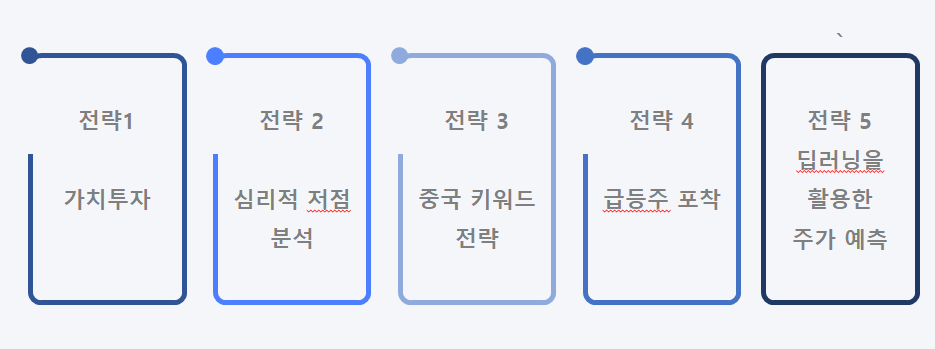 `
전략1
가치투자
전략 2
심리적 저점
분석
전략 3
중국 키워드
전략
전략 4
급등주 포착
전략 5
딥러닝을
활용한
주가 예측